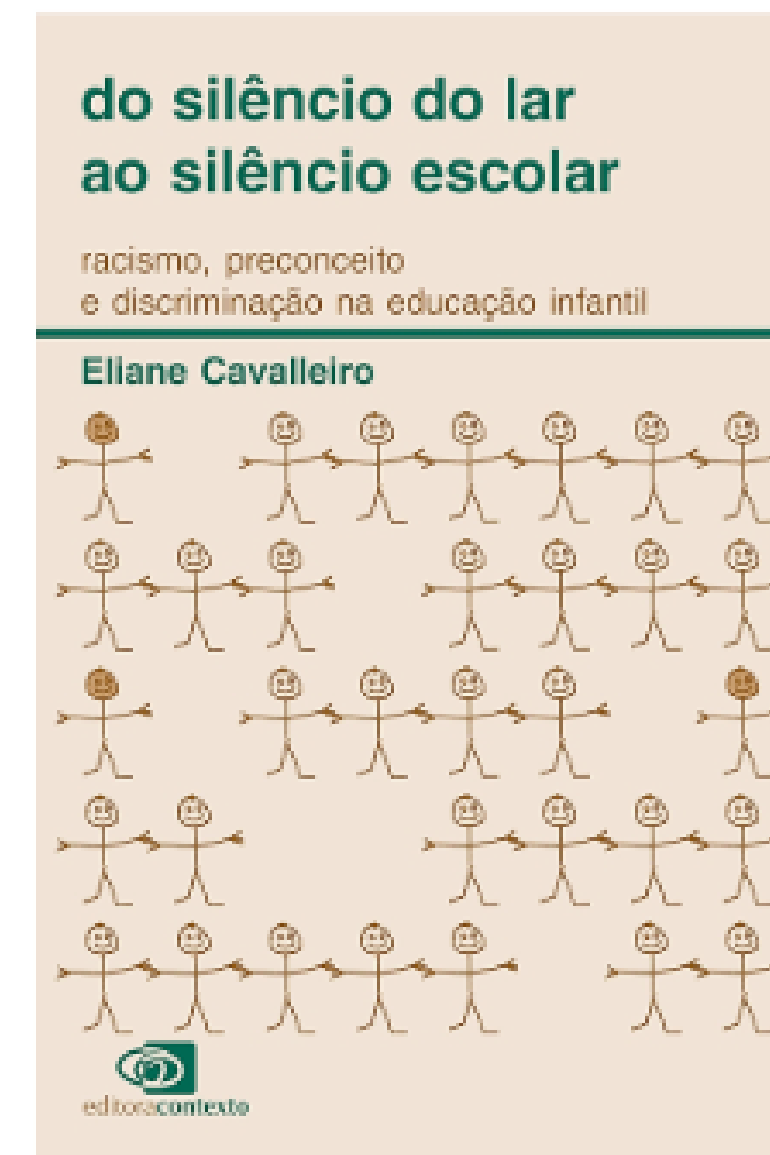 do silêncio do lar
ao silêncio escolar
racismo, preconceito
e discriminação na educação infantil
Eliane Cavalleiro
editoracontexto